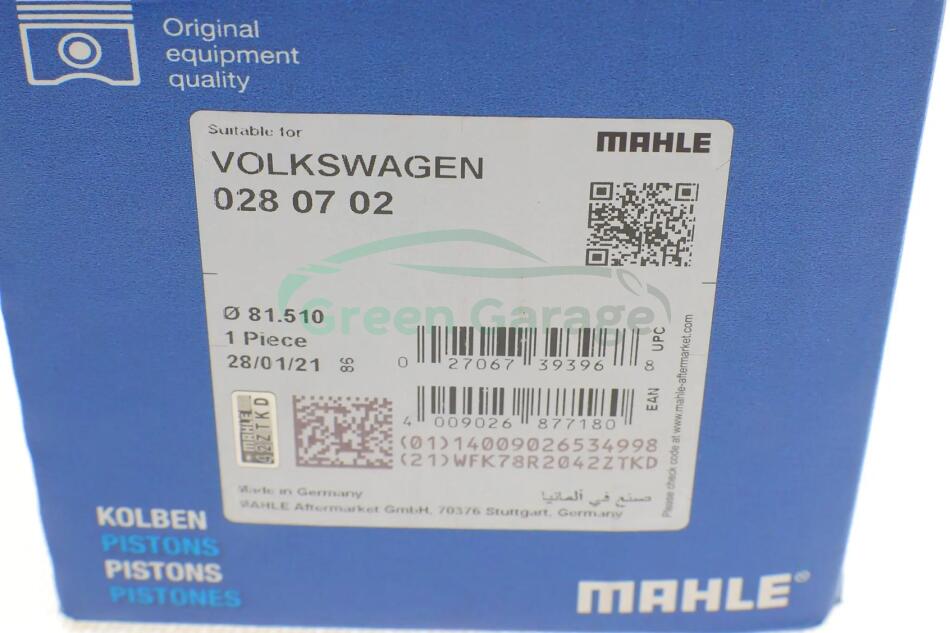 Original
equipment
quality
Suitable for
MAHLE
VOLKSWAGEN
028 07 02
Green Garage
Ø 81.510
1 Piece
28/01/21
86
0 27067 39396 8
UPC
4 009026 877180
EAN
MAHLE
42ZTKD
(01)14009026534998
(21)WFK78R2042ZTKD
Please check code at www.mahle-aftermarket.com
Made in Germany
صنع في ألمانيا
MAHLE Aftermarket GmbH, 70376 Stuttgart, Germany
KOLBEN
PISTONS
PISTONS
PISTONES
MAHLE®